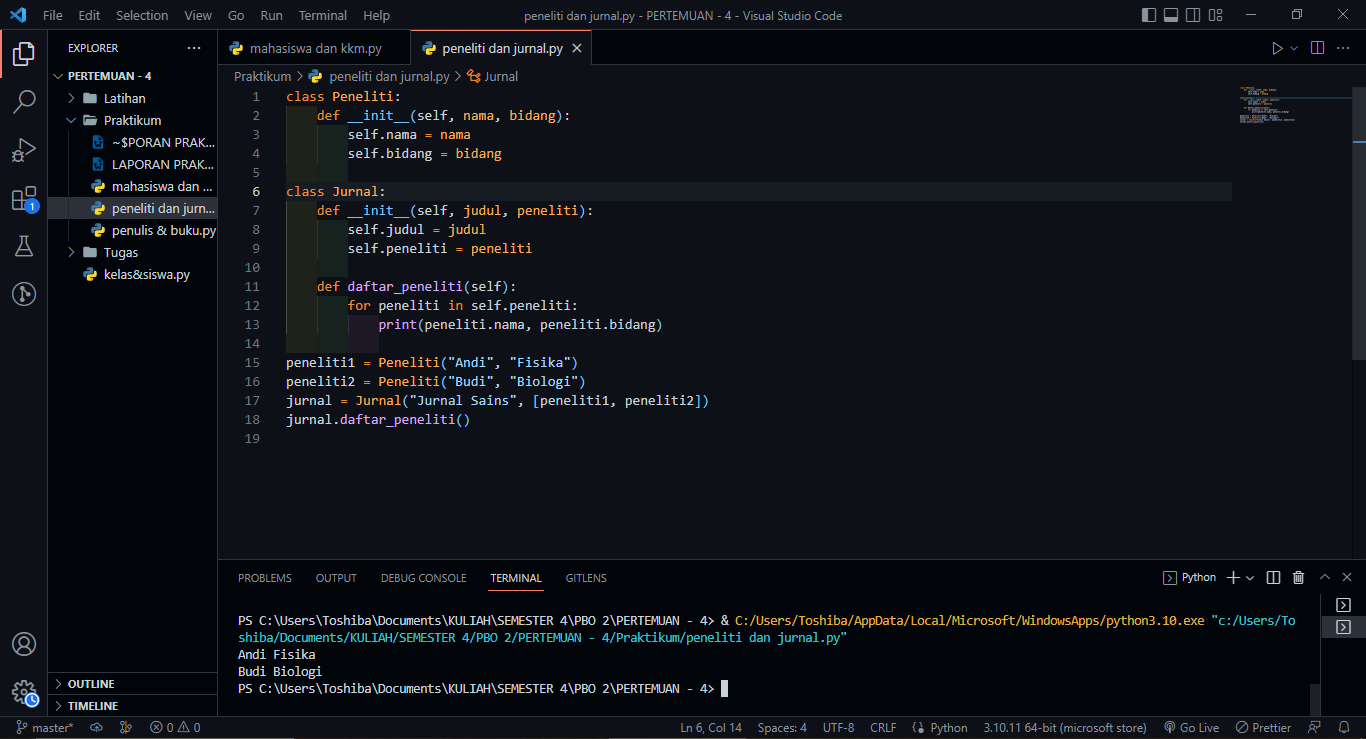 File Edit Selection View Go Run Terminal Help peneliti dan jurnal.py - PERTEMUAN - 4 - Visual Studio Code
EXPLORER
PERTEMUAN - 4
Latihan
Praktikum
~$PORAN PRAK...
LAPORAN PRAK...
mahasiswa dan ...
peneliti dan jurn...
penulis & buku.py
Tugas
kelas&siswa.py
OUTLINE
TIMELINE
mahasiswa dan kkm.py peneliti dan jurnal.py
Praktikum > peneliti dan jurnal.py > Jurnal
1 class Peneliti:
2     def __init__(self, nama, bidang):
3         self.nama = nama
4         self.bidang = bidang
5
6 class Jurnal:
7     def __init__(self, judul, peneliti):
8         self.judul = judul
9         self.peneliti = peneliti
10
11     def daftar_peneliti(self):
12         for peneliti in self.peneliti:
13             print(peneliti.nama, peneliti.bidang)
14
15 peneliti1 = Peneliti("Andi", "Fisika")
16 peneliti2 = Peneliti("Budi", "Biologi")
17 jurnal = Jurnal("Jurnal Sains", [peneliti1, peneliti2])
18 jurnal.daftar_peneliti()
19
PROBLEMS OUTPUT DEBUG CONSOLE TERMINAL GITLENS Python
PS C:\Users\Toshiba\Documents\KULIAH\SEMESTER 4\PBO 2\PERTEMUAN - 4> & C:/Users/Toshiba/AppData/Local/Microsoft/WindowsApps/python3.10.exe "c:/Users/To
shiba/Documents/KULIAH/SEMESTER 4/PBO 2/PERTEMUAN - 4/Praktikum/peneliti dan jurnal.py"
Andi Fisika
Budi Biologi
PS C:\Users\Toshiba\Documents\KULIAH\SEMESTER 4\PBO 2\PERTEMUAN - 4>
1
master* 0 0 Ln 6, Col 14 Spaces: 4 UTF-8 CRLF Python 3.10.11 64-bit (microsoft store) Go Live Prettier